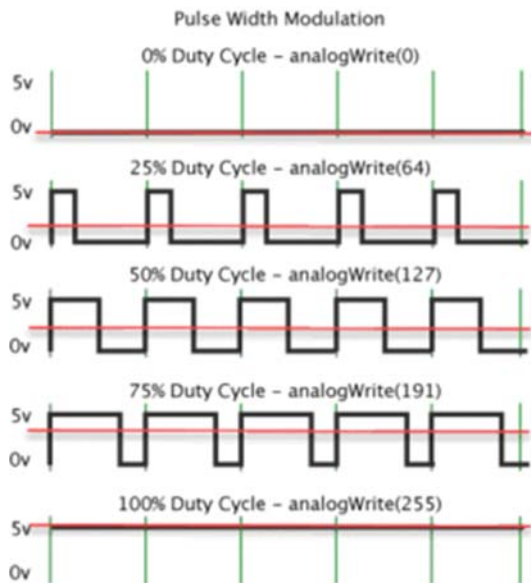 Pulse Width Modulation
0% Duty Cycle – analogWrite(0)
5v
0v
25% Duty Cycle – analogWrite(64)
5v
0v
50% Duty Cycle – analogWrite(127)
5v
0v
75% Duty Cycle – analogWrite(191)
5v
0v
100% Duty Cycle – analogWrite(255)
5v
0v